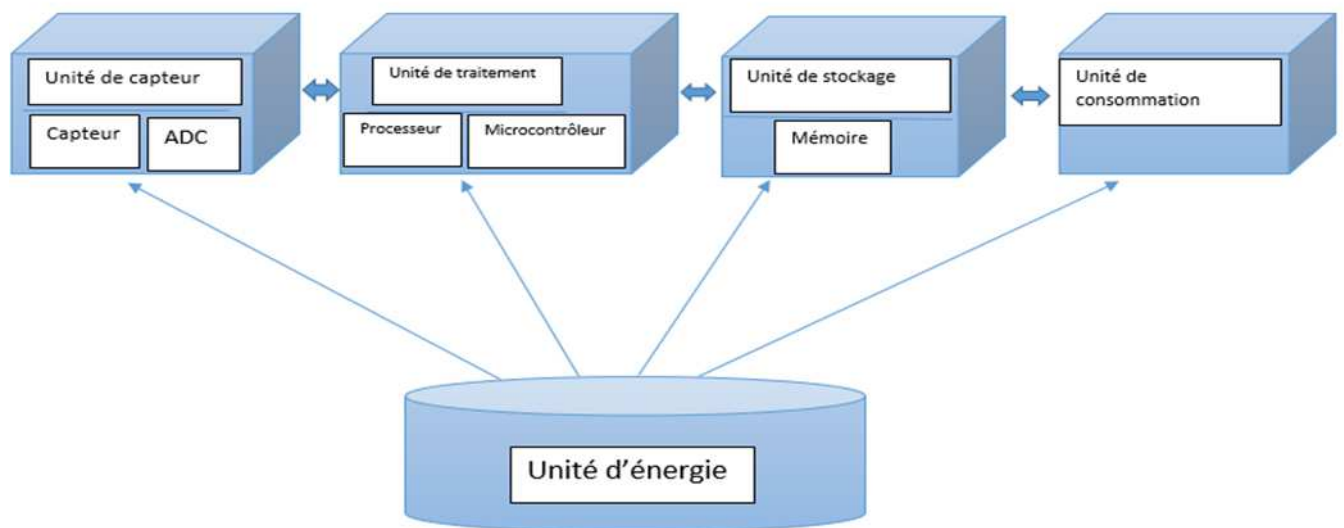 Unité de capteur
Capteur
ADC
Unité de traitement
Processeur
Microcontrôleur
Unité de stockage
Mémoire
Unité de
consommation
Unité d’énergie